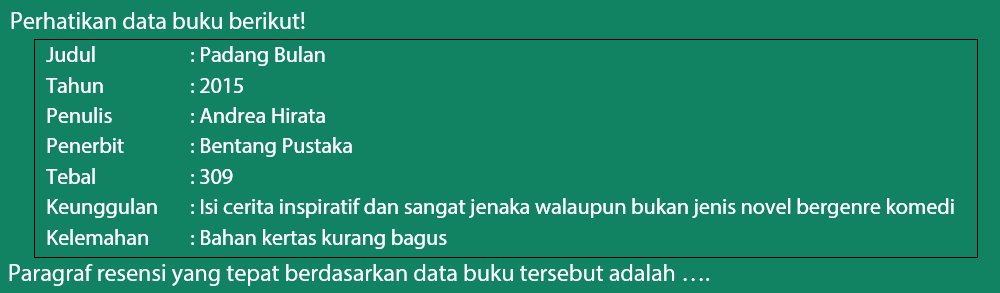 Perhatikan data buku berikut!
Judul : Padang Bulan
Tahun : 2015
Penulis : Andrea Hirata
Penerbit : Bentang Pustaka
Tebal : 309
Keunggulan : Isi cerita inspiratif dan sangat jenaka walaupun bukan jenis novel bergenre komedi
Kelemahan : Bahan kertas kurang bagus
Paragraf resensi yang tepat berdasarkan data buku tersebut adalah ….